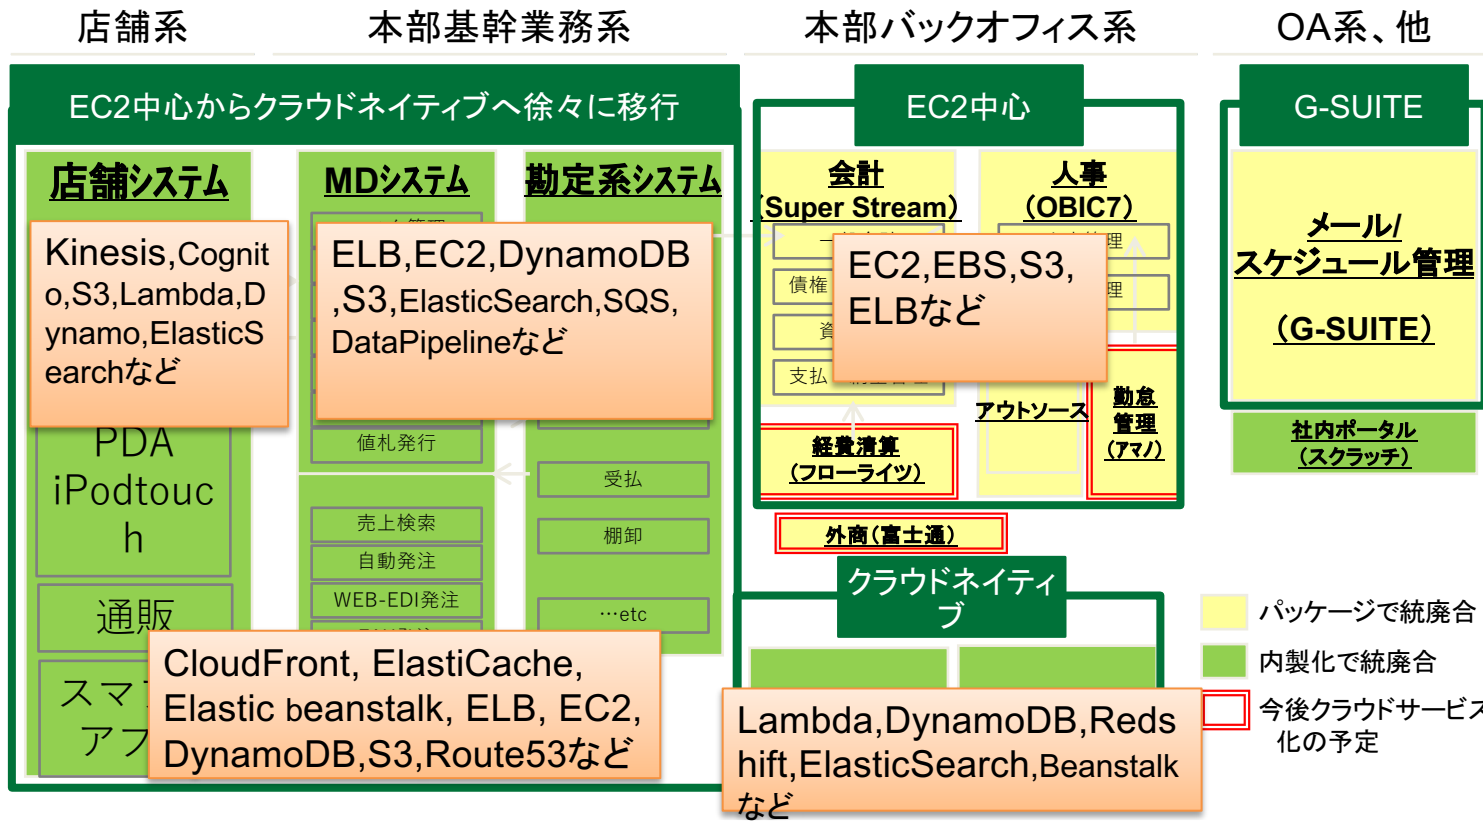 店舗系
本部基幹業務系
本部バックオフィス系
OA系、他
EC2中心からクラウドネイティブへ徐々に移行
EC2中心
G-SUITE
店舗システム
MDシステム
勘定系システム
会計
(Super Stream)
人事
(OBIC7)
メール/
スケジュール管理
(G-SUITE)
Kinesis,Cognit
o,S3,Lambda,D
ynamo,ElasticS
earchなど
ELB,EC2,DynamoDB
,S3,ElasticSearch,SQS,
DataPipelineなど
EC2,EBS,S3,
ELBなど
債権
資
支払
理
理
PDA
iPodtouc
h
通販
スマ
アプ
値札発行
売上検索
自動発注
WEB-EDI発注
受払
棚卸
…etc
アウトソース
勤怠
管理
(アマノ)
経費清算
(フローライツ)
外商(富士通)
社内ポータル
(スクラッチ)
クラウドネイティ
ブ
CloudFront, ElastiCache,
Elastic beanstalk, ELB, EC2,
DynamoDB,S3,Route53など
Lambda,DynamoDB,Reds
hift,ElasticSearch,Beanstalk
など
パッケージで統廃合
内製化で統廃合
今後クラウドサービス
化の予定